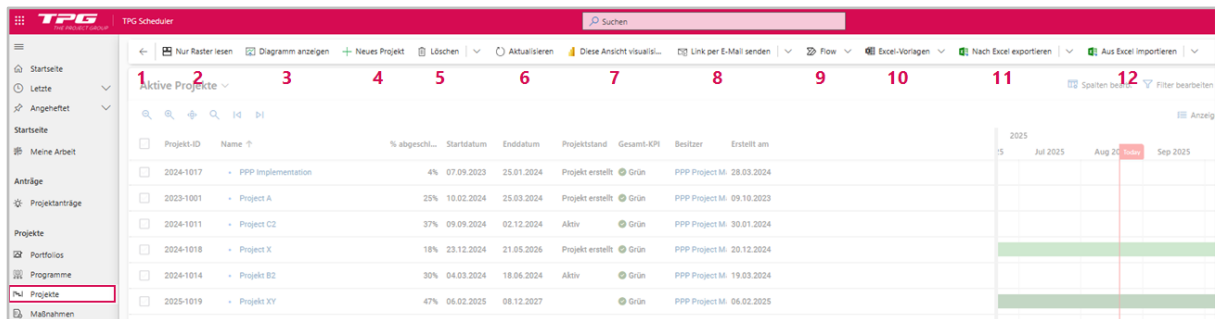 TPG TPG Scheduler Suchen
THE PROJECT GROUP
Nur Raster lesen Diagramm anzeigen Neues Projekt Löschen Aktualisieren Diese Ansicht visualisi... Link per E-Mail senden Flow Excel-Vorlagen Nach Excel exportieren Aus Excel importieren
1 2 3 4 5 6 7 8 9 10 11 12
Startseite
Letzte
Angeheftet
Startseite
Meine Arbeit
Anträge
Projektanträge
Projekte
Portfolios
Programme
Projekte
Maßnahmen
Aktive Projekte Spalten bearb. Filter bearbeiten
Anzeig
Projekt-ID Name % abgeschl... Startdatum Enddatum Projektstand Gesamt-KPI Besitzer Erstellt am
2025
Jul 2025 Aug 20 Today Sep 2025
2024-1017 PPP Implementation 4% 07.09.2023 25.01.2024 Projekt erstellt Grün PPP Project M 28.03.2024
2023-1001 Project A 25% 10.02.2024 25.03.2024 Projekt erstellt Grün PPP Project M 09.10.2023
2024-1011 Project C2 37% 09.09.2024 02.12.2024 Aktiv Grün PPP Project M 30.01.2024
2024-1018 Project X 18% 23.12.2024 21.05.2026 Projekt erstellt Grün PPP Project M 20.12.2024
2024-1014 Projekt B2 30% 04.03.2024 18.06.2024 Aktiv Grün PPP Project M 19.03.2024
2025-1019 Projekt XY 47% 06.02.2025 08.12.2027 Grün PPP Project M 06.02.2025